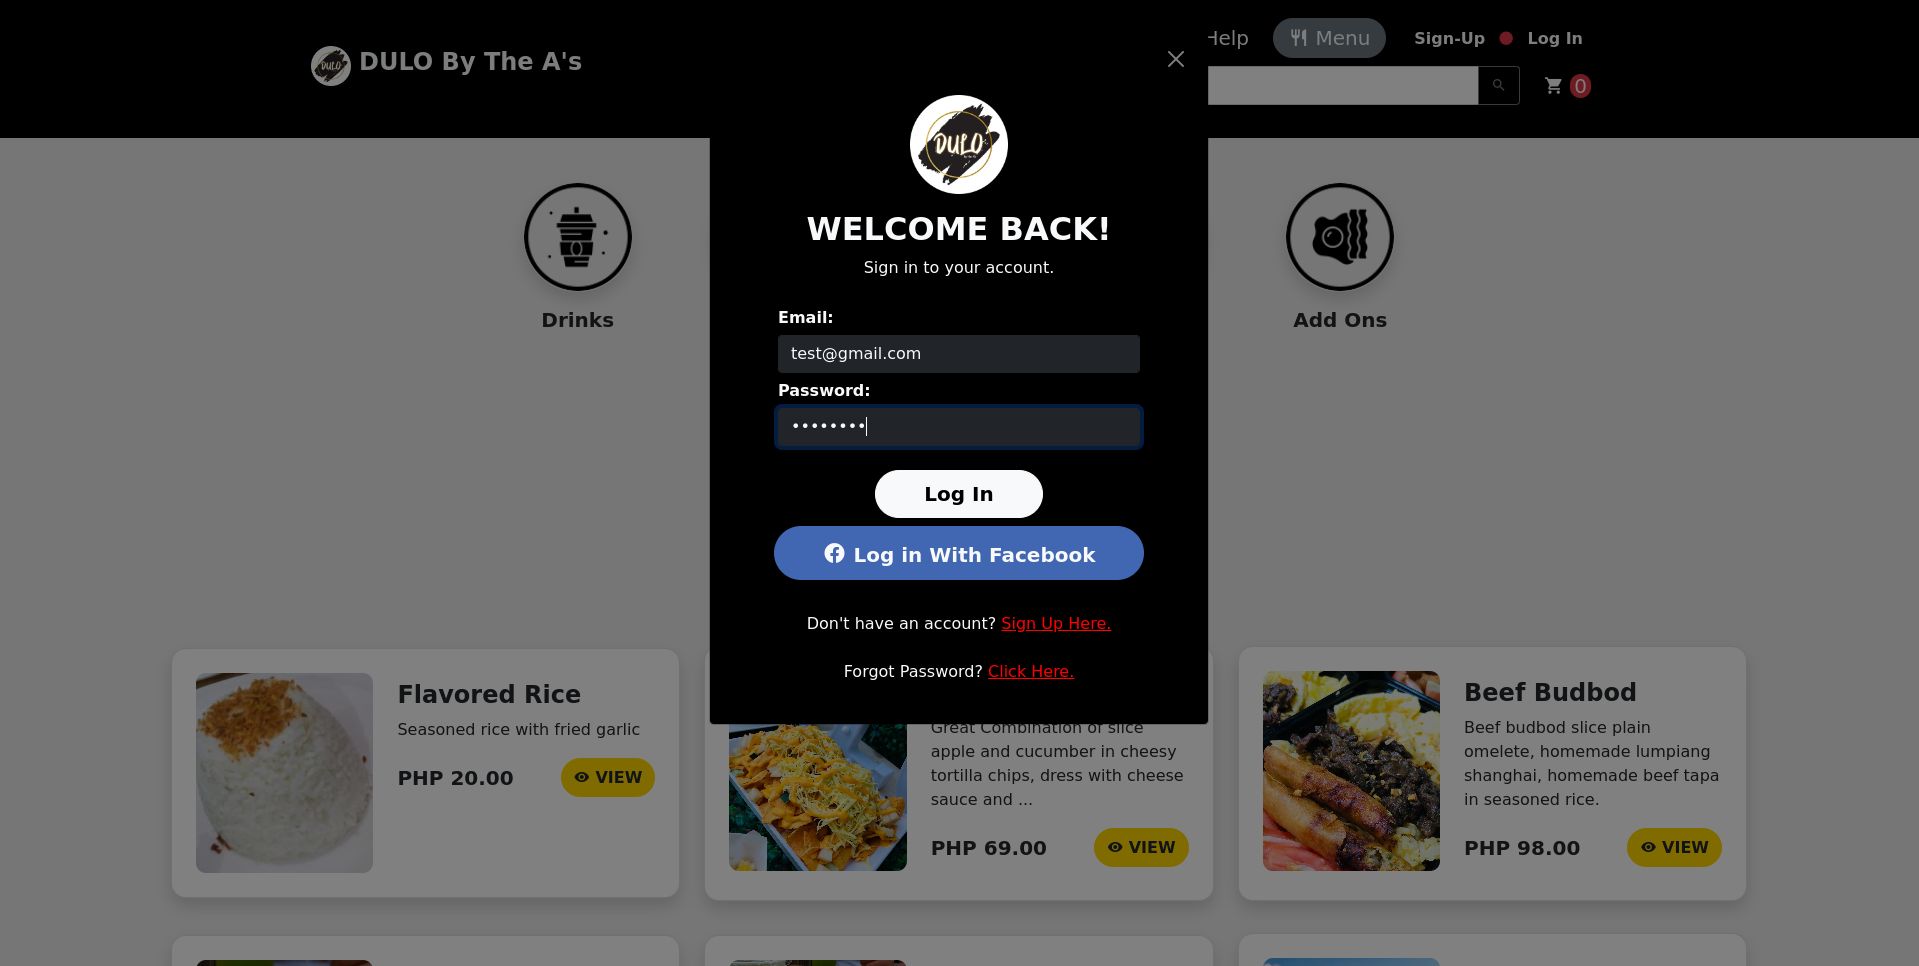 DULO
DULO By The A's
Help
Menu
Sign-Up
Log In
0
DULO
WELCOME BACK!
Sign in to your account.
Email:
test@gmail.com
Password:
••••••••
Log In
Log in With Facebook
Don't have an account? Sign Up Here.
Forgot Password? Click Here.
Drinks
Add Ons
Flavored Rice
Seasoned rice with fried garlic
PHP 20.00
VIEW
Great Combination of slice
apple and cucumber in cheesy
tortilla chips, dress with cheese
sauce and ...
PHP 69.00
VIEW
Beef Budbod
Beef budbod slice plain
omelete, homemade lumpiang
shanghai, homemade beef tapa
in seasoned rice.
PHP 98.00
VIEW